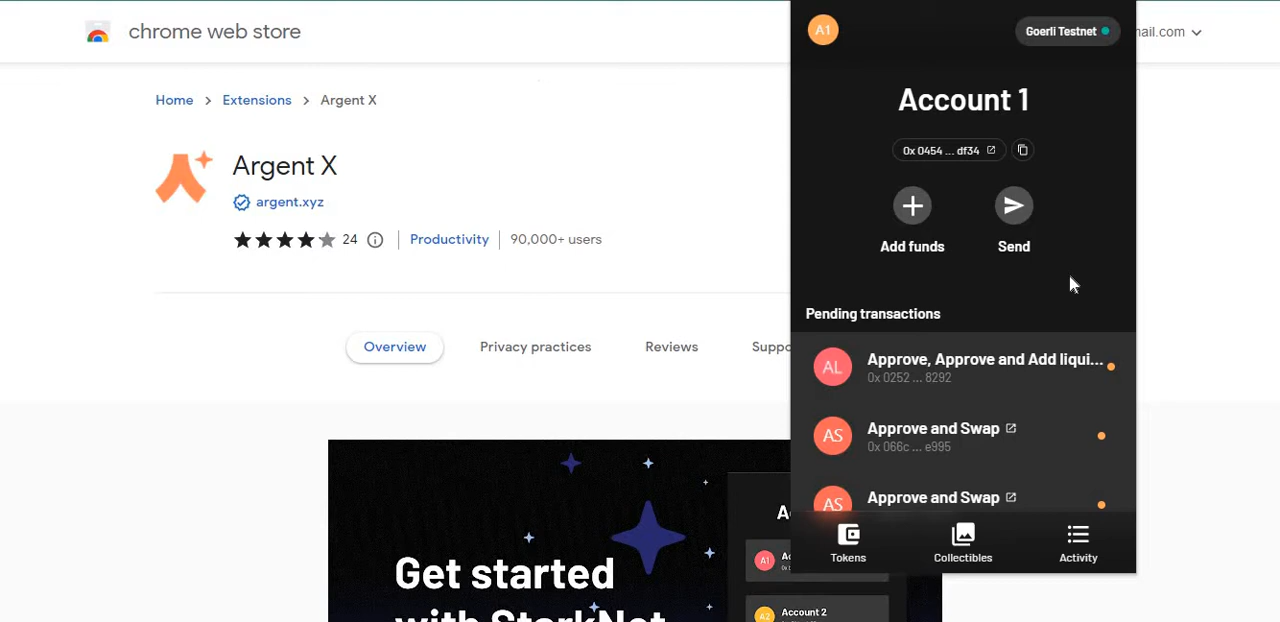 chrome web store
Home > Extensions > Argent X
Argent X
argent.xyz
24
Productivity
90,000+ users
Overview
Privacy practices
Reviews
Get started
Account 2
A1
Goerli Testnet
mail.com
Account 1
0x 0454 ... df34
Add funds
Send
Pending transactions
AL
Approve, Approve and Add liqui...
0x 0252 ... 8292
AS
Approve and Swap
0x 066c ... e995
AS
Approve and Swap
Tokens
Collectibles
Activity